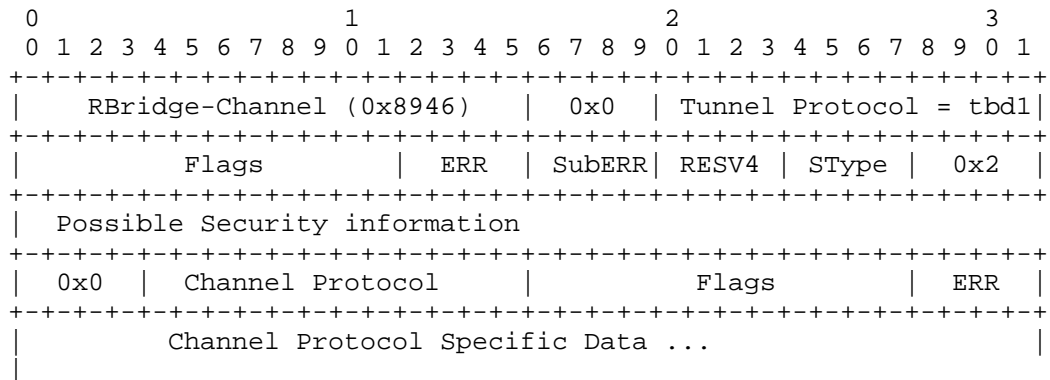 0                   1                   2                   3
 0 1 2 3 4 5 6 7 8 9 0 1 2 3 4 5 6 7 8 9 0 1 2 3 4 5 6 7 8 9 0 1
+-+-+-+-+-+-+-+-+-+-+-+-+-+-+-+-+-+-+-+-+-+-+-+-+-+-+-+-+-+-+-+-+
|    RBridge-Channel (0x8946)   |  0x0  | Tunnel Protocol = tbd1|
+-+-+-+-+-+-+-+-+-+-+-+-+-+-+-+-+-+-+-+-+-+-+-+-+-+-+-+-+-+-+-+-+
|          Flags        |  ERR  | SubERR| RESV4 | SType |  0x2  |
+-+-+-+-+-+-+-+-+-+-+-+-+-+-+-+-+-+-+-+-+-+-+-+-+-+-+-+-+-+-+-+-+
|  Possible Security information
+-+-+-+-+-+-+-+-+-+-+-+-+-+-+-+-+-+-+-+-+-+-+-+-+-+-+-+-+-+-+-+-+
|  0x0  |  Channel Protocol     |          Flags        |  ERR  |
+-+-+-+-+-+-+-+-+-+-+-+-+-+-+-+-+-+-+-+-+-+-+-+-+-+-+-+-+-+-+-+-+
|         Channel Protocol Specific Data ...                    |
|